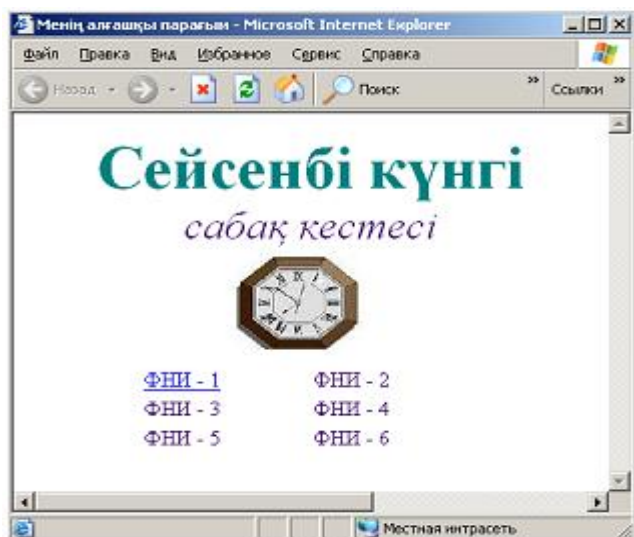 Менің алғашқы парағым - Microsoft Internet Explorer
Файл Правка Вид Избранное Сервис Справка
Назад Поиск Ссылки
Сейсенбі күнгі
сабақ кестесі
ФНИ - 1 ФНИ - 2
ФНИ - 3 ФНИ - 4
ФНИ - 5 ФНИ - 6
Местная интрасеть